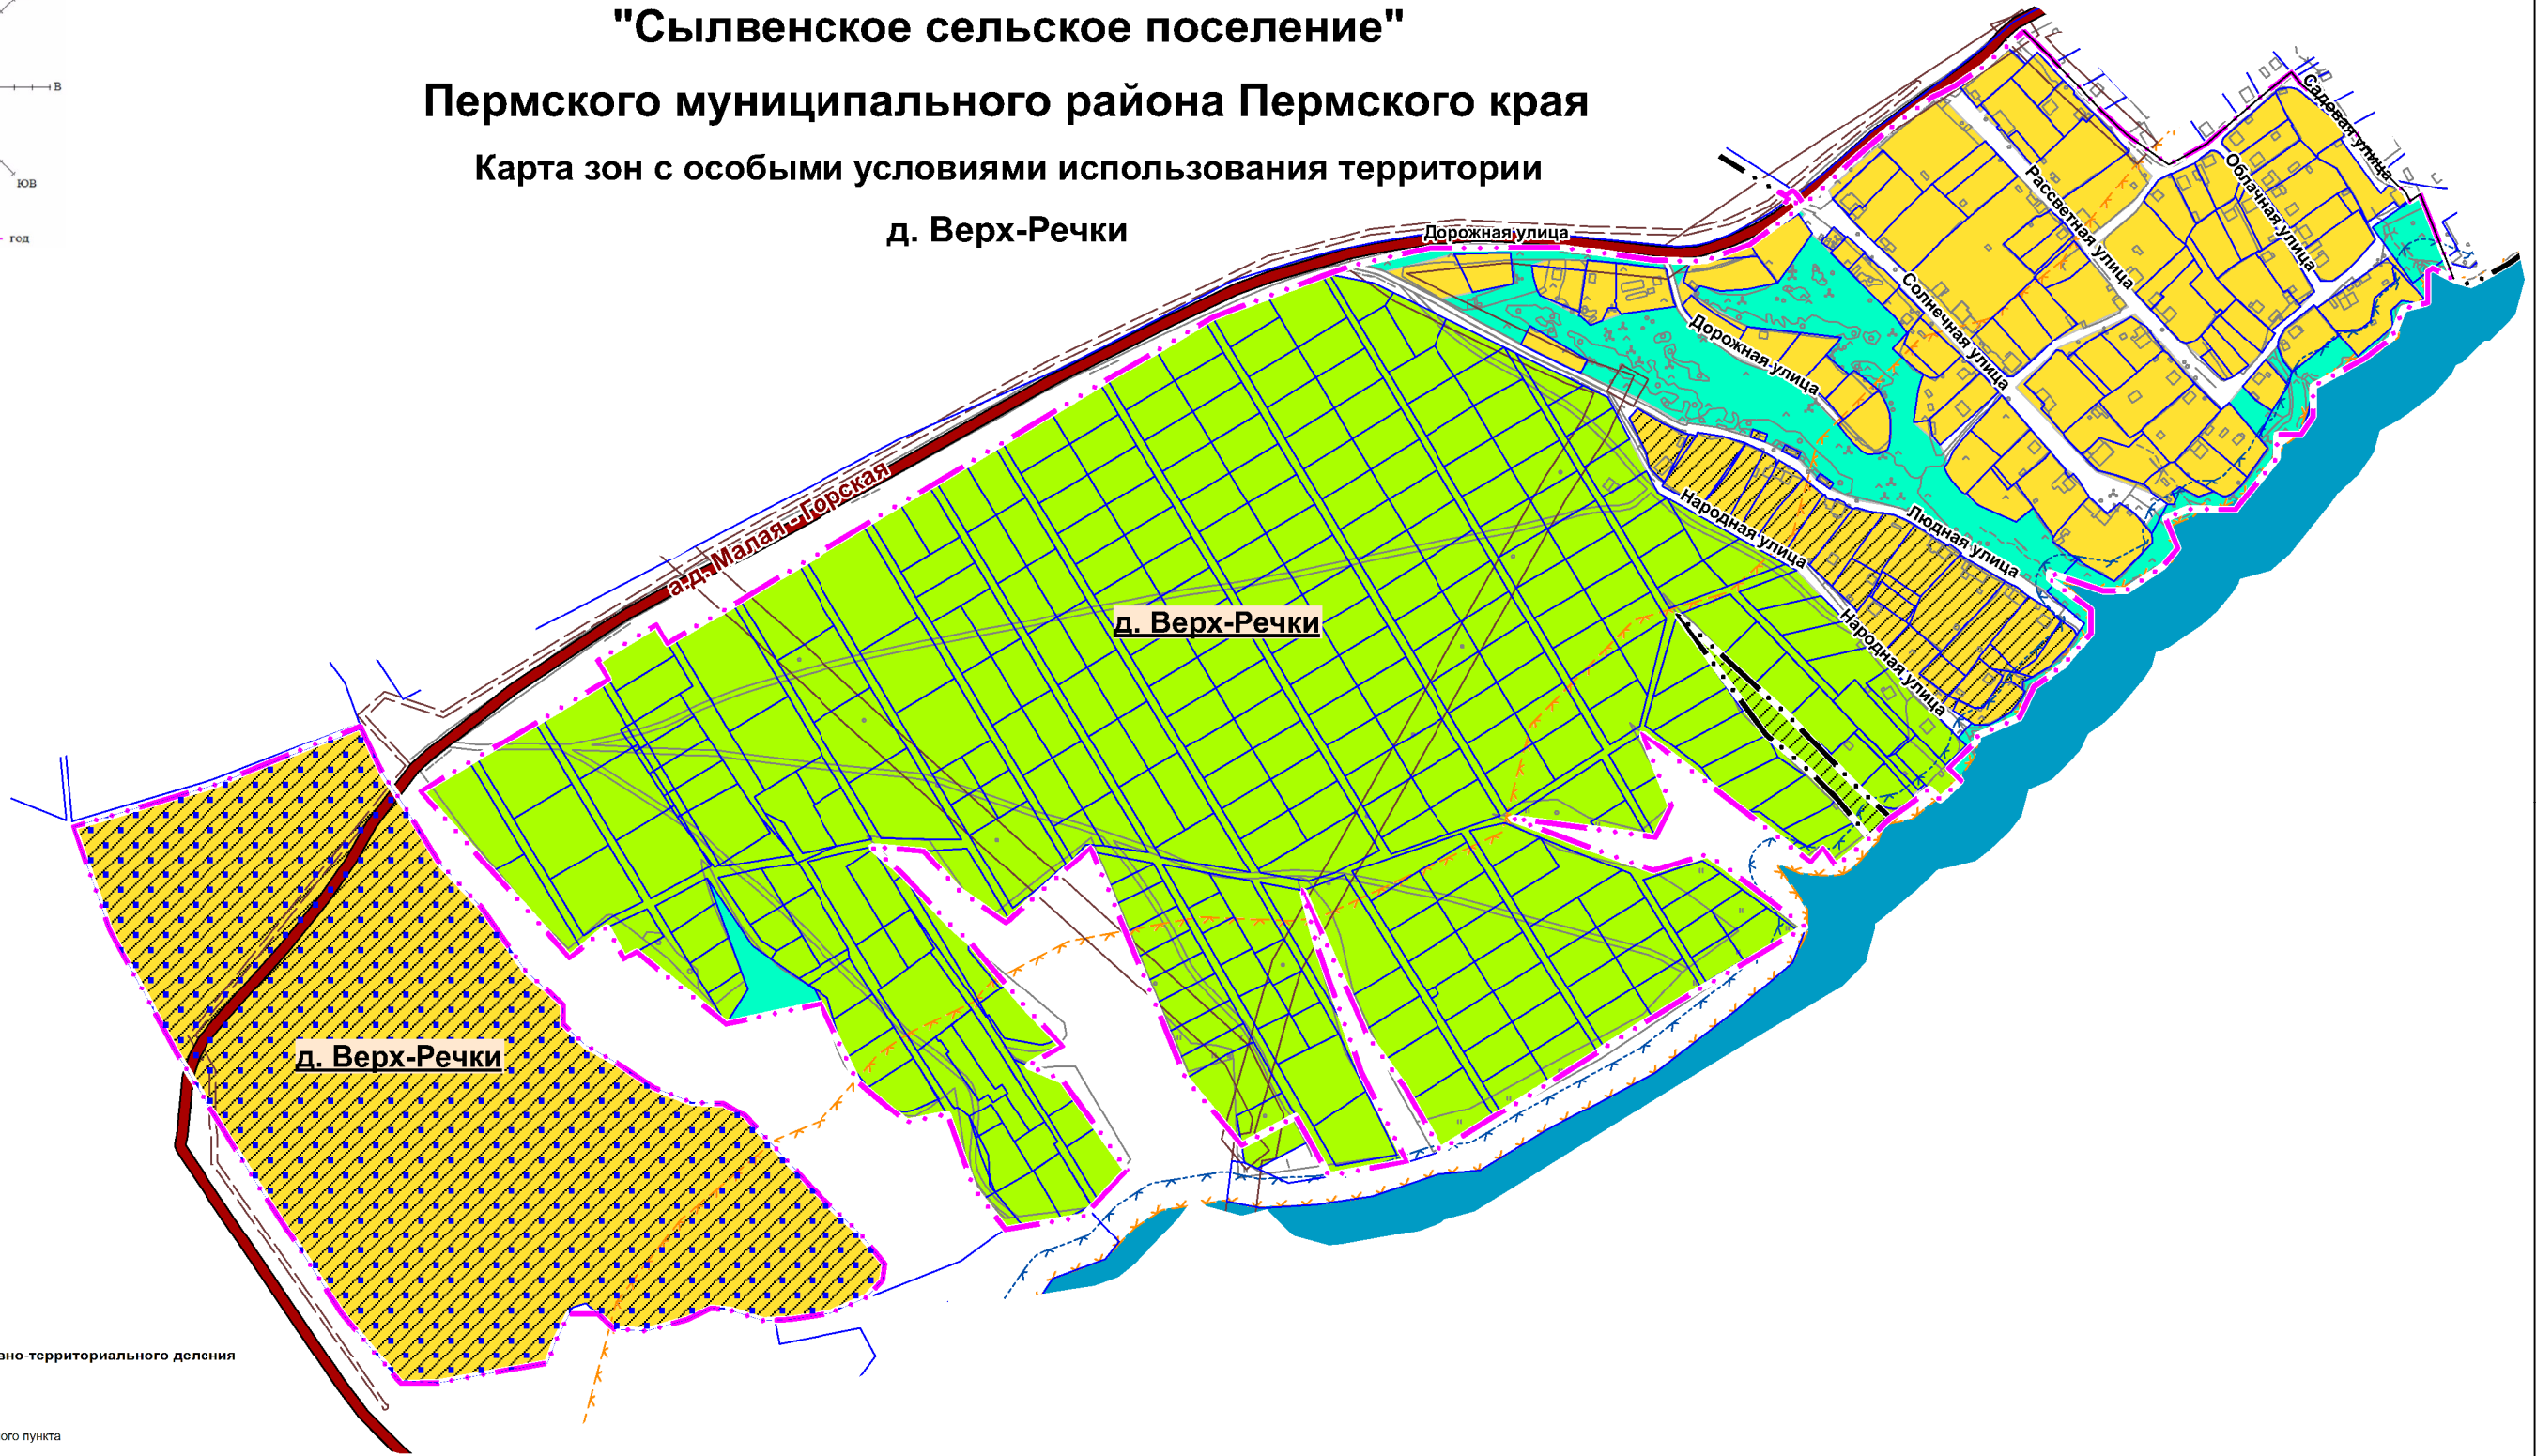 "Сылвенское сельское поселение"
Пермского муниципального района Пермского края
Карта зон с особыми условиями использования территории
д. Верх-Речки
В
ЮВ
год
Садовая улица
Облачная улица
Рассветная улица
Дорожная улица
Солнечная улица
Дорожная улица
Народная улица
Людная улица
Народная улица
а.д. Малая - Горская
д. Верх-Речки
д. Верх-Речки
вно-территориального деления
ого пункта